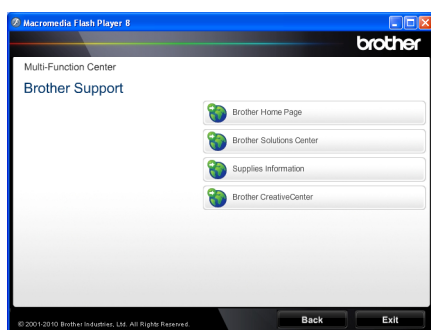 Macromedia Flash Player 8
brother
Multi-Function Center
Brother Support
Brother Home Page
Brother Solutions Center
Supplies Information
Brother CreativeCenter
© 2001-2010 Brother Industries, Ltd. All Rights Reserved.
Back
Exit